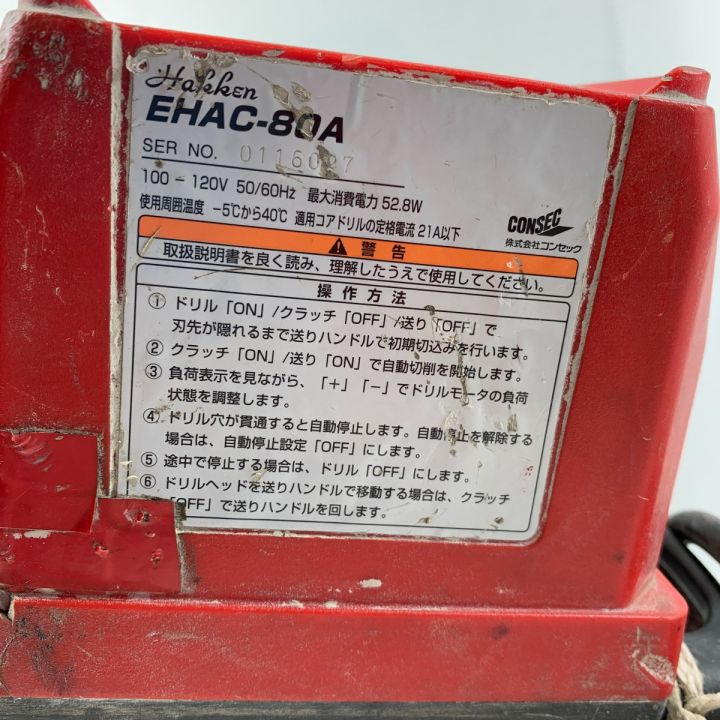 Hakken
EHAC-80A
SER NO. 0116027
100-120V 50/60Hz 最大消費電力 52.8W
使用周囲温度 -5℃から40℃ 適用コアドリルの定格電流 21A以下
CONSEC
株式会社コンセック
警告
取扱説明書を良く読み、理解したうえで使用してください。
操作方法
① ドリル「ON」/クラッチ「OFF」/送り「OFF」で
刃先が隠れるまで送りハンドルで初期切込みを行います。
② クラッチ「ON」/送り「ON」で自動切削を開始します。
③ 負荷表示を見ながら、「+」「-」でドリルモータの負荷
状態を調整します。
④ ドリル穴が貫通すると自動停止します。自動停止を解除する
場合は、自動停止設定「OFF」にします。
⑤ 途中で停止する場合は、ドリル「OFF」にします。
⑥ ドリルヘッドを送りハンドルで移動する場合は、クラッチ
「OFF」で送りハンドルを回します。